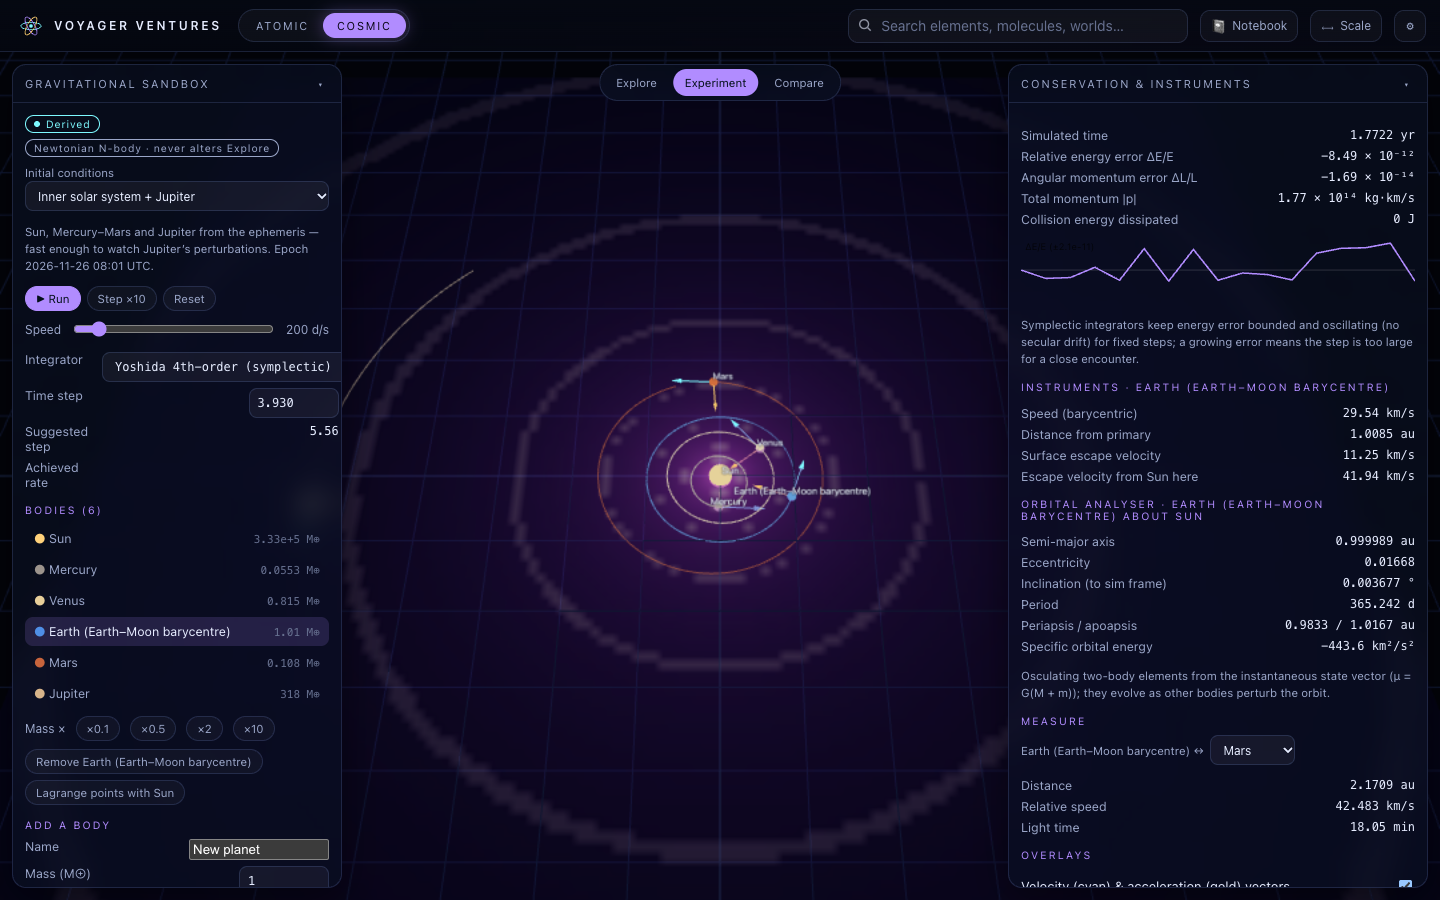 VOYAGER VENTURES
ATOMIC
COSMIC
Search elements, molecules, worlds...
Notebook
Scale
GRAVITATIONAL SANDBOX
Explore
Experiment
Compare
Derived
Newtonian N-body · never alters Explore
Initial conditions
Inner solar system + Jupiter
Sun, Mercury–Mars and Jupiter from the ephemeris —
fast enough to watch Jupiter's perturbations. Epoch
2026-11-26 08:01 UTC.
Run
Step ×10
Reset
Speed
200 d/s
Integrator
Yoshida 4th-order (symplectic)
Time step
3.930
Suggested step
5.56
Achieved rate
BODIES (6)
Sun 3.33e+5 M⊕
Mercury 0.0553 M⊕
Venus 0.815 M⊕
Earth (Earth–Moon barycentre) 1.01 M⊕
Mars 0.108 M⊕
Jupiter 318 M⊕
Mass × ×0.1 ×0.5 ×2 ×10
Remove Earth (Earth–Moon barycentre)
Lagrange points with Sun
ADD A BODY
Name New planet
Mass (M⊕) 1
Mars
Venus
Earth (Earth–Moon barycentre)
Mercury
CONSERVATION & INSTRUMENTS
Simulated time 1.7722 yr
Relative energy error ΔE/E −8.49 × 10⁻¹²
Angular momentum error ΔL/L −1.69 × 10⁻¹⁴
Total momentum |p| 1.77 × 10¹⁴ kg·km/s
Collision energy dissipated 0 J
Symplectic integrators keep energy error bounded and oscillating (no
secular drift) for fixed steps; a growing error means the step is too large
for a close encounter.
INSTRUMENTS · EARTH (EARTH–MOON BARYCENTRE)
Speed (barycentric) 29.54 km/s
Distance from primary 1.0085 au
Surface escape velocity 11.25 km/s
Escape velocity from Sun here 41.94 km/s
ORBITAL ANALYSER · EARTH (EARTH–MOON
BARYCENTRE) ABOUT SUN
Semi-major axis 0.999989 au
Eccentricity 0.01668
Inclination (to sim frame) 0.003677 °
Period 365.242 d
Periapsis / apoapsis 0.9833 / 1.0167 au
Specific orbital energy −443.6 km²/s²
Osculating two-body elements from the instantaneous state vector (μ =
G(M + m)); they evolve as other bodies perturb the orbit.
MEASURE
Earth (Earth–Moon barycentre) ↔ Mars
Distance 2.1709 au
Relative speed 42.483 km/s
Light time 18.05 min
OVERLAYS
Velocity (cyan) & acceleration (gold) vectors